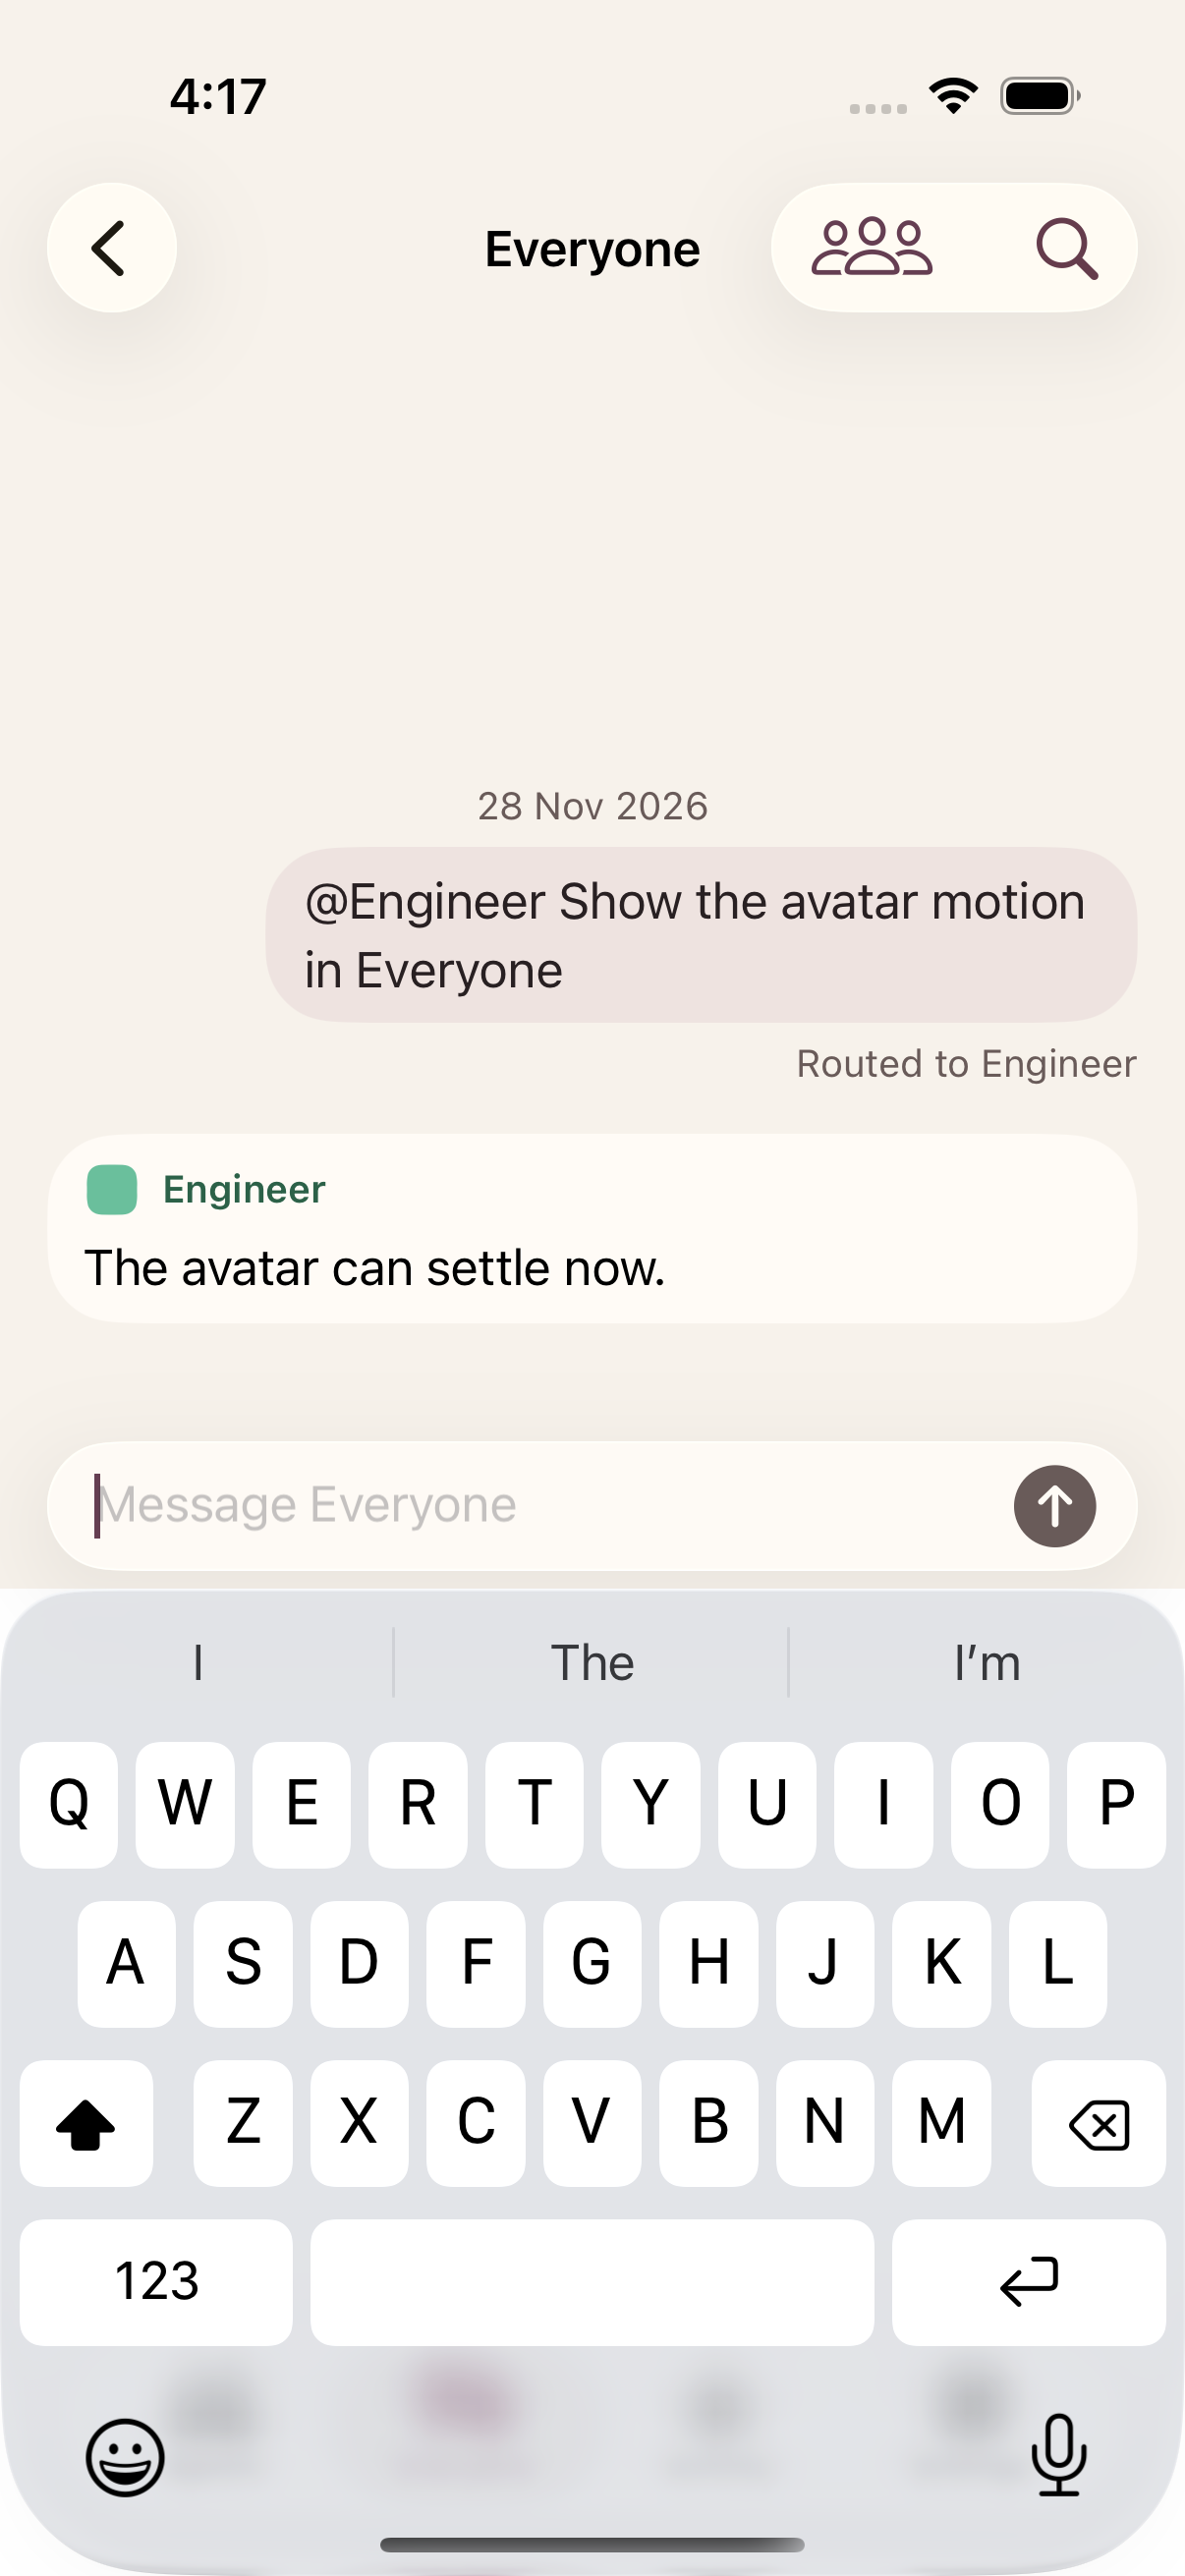 4:17
Everyone
28 Nov 2026
@Engineer Show the avatar motion
in Everyone
Routed to Engineer
Engineer
The avatar can settle now.
Message Everyone
I The I’m
Q W E R T Y U I O P
A S D F G H J K L
Z X C V B N M
123